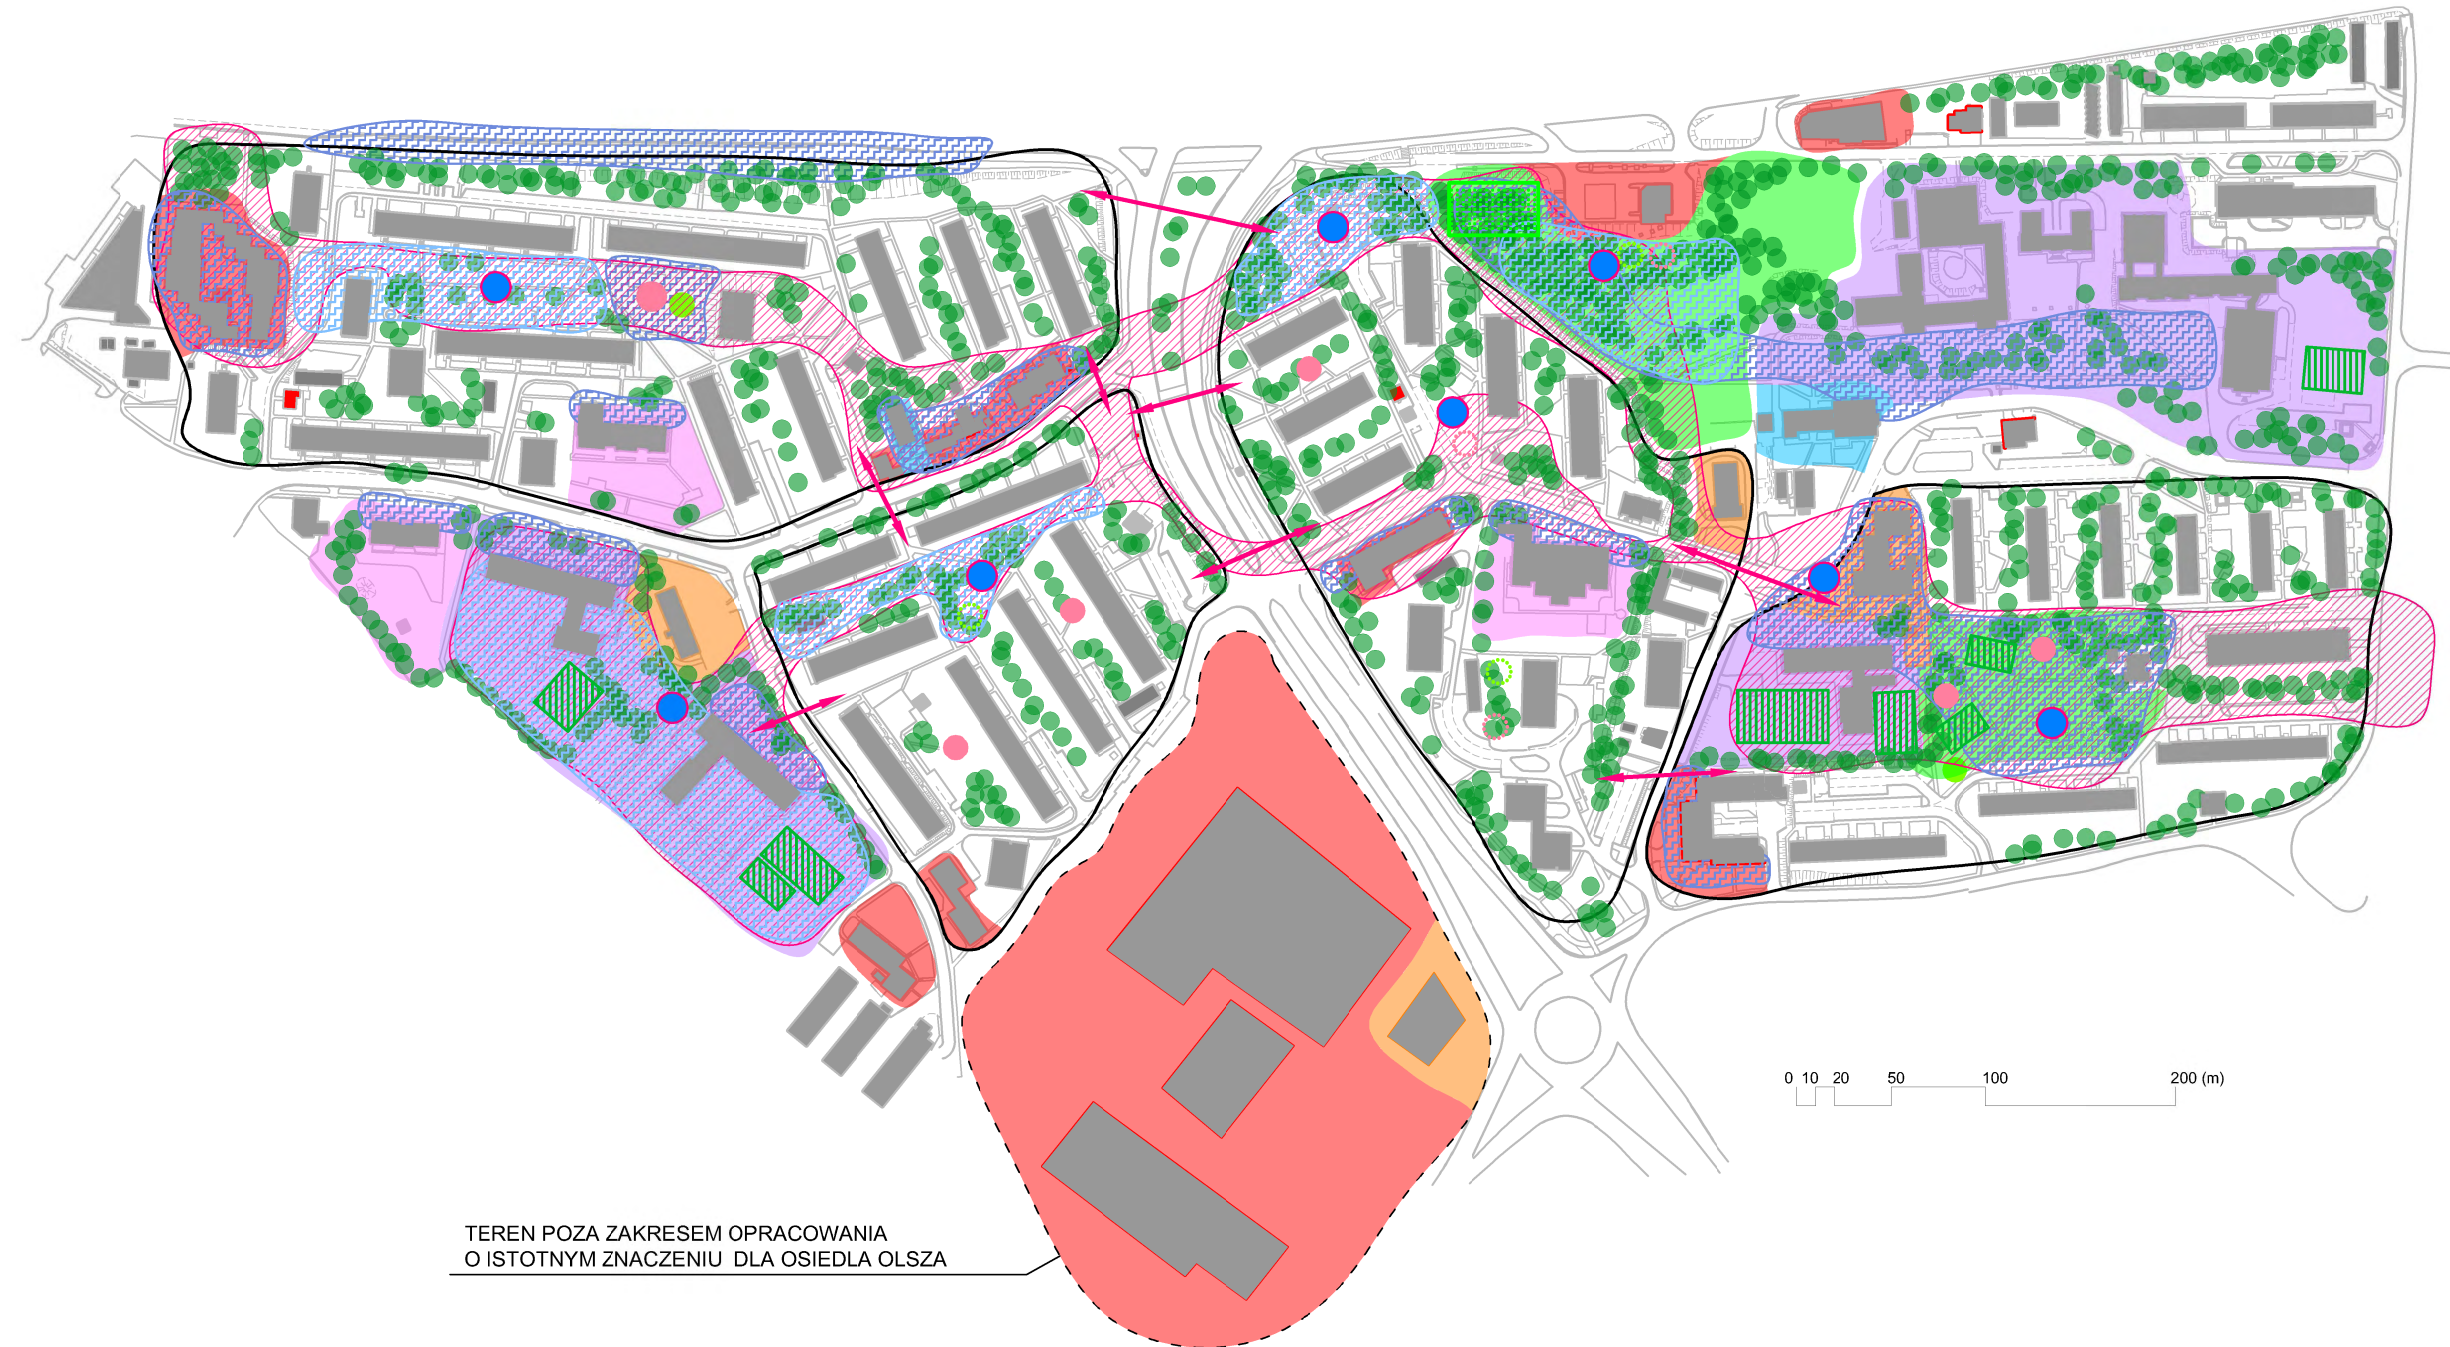 0 10 20 50 100 200 (m)
TEREN POZA ZAKRESEM OPRACOWANIA
O ISTOTNYM ZNACZENIU DLA OSIEDLA OLSZA